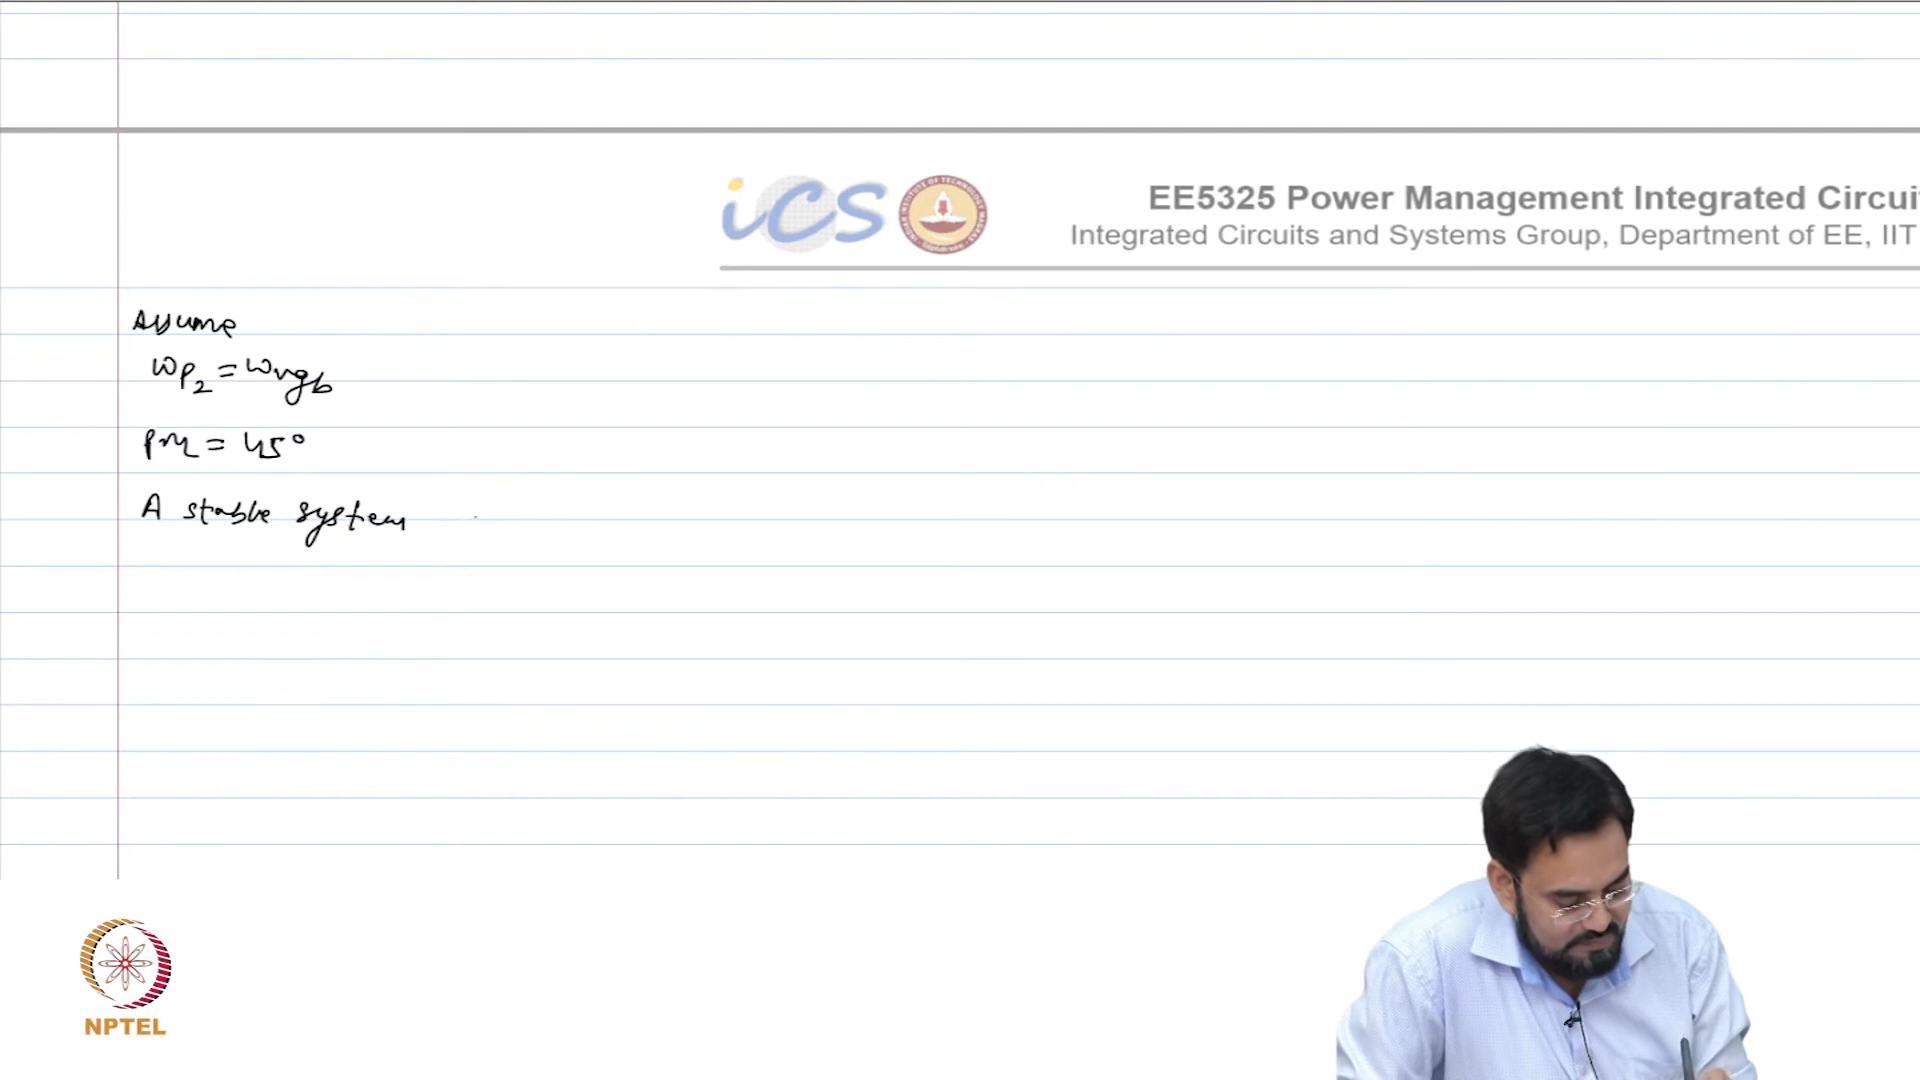 iCS
EE5325 Power Management Integrated Circui
Integrated Circuits and Systems Group, Department of EE, IIT
Assume
ωp2 = ωugb
PM = 45°
A stable system
NPTEL